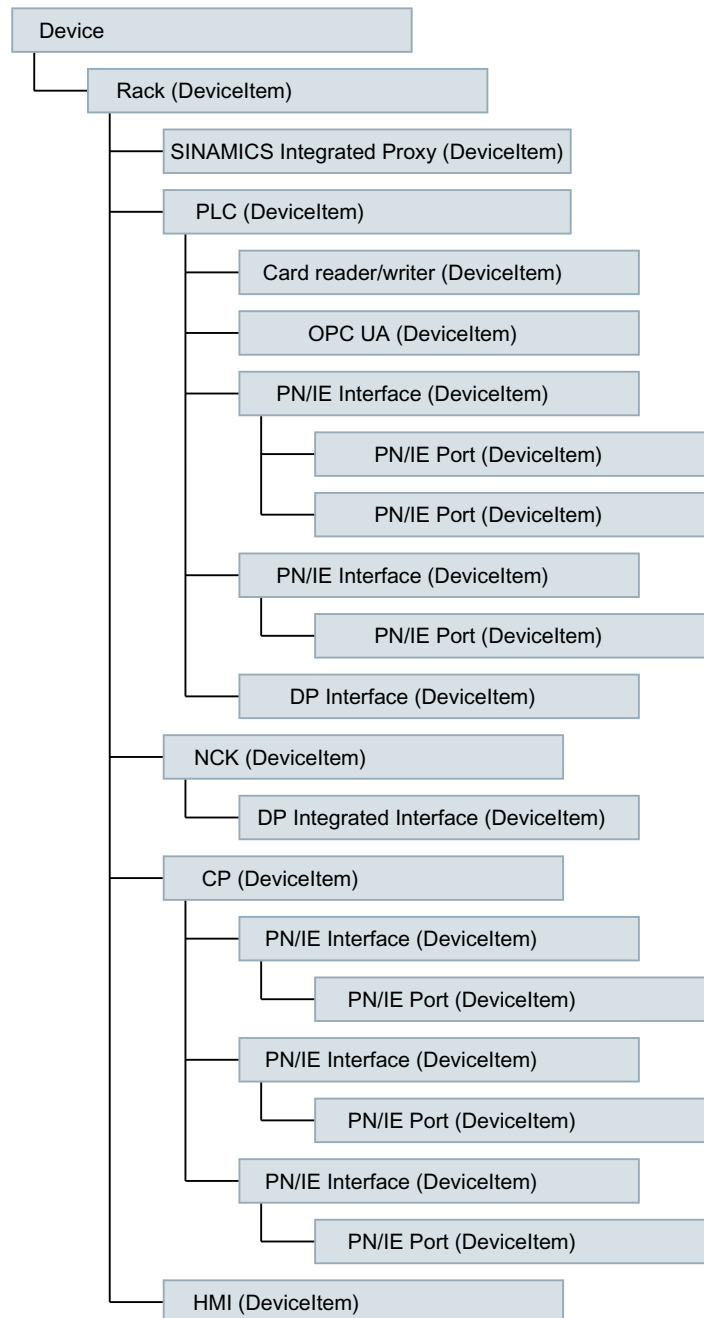 Device
Rack (DeviceItem)
SINAMICS Integrated Proxy (DeviceItem)
PLC (DeviceItem)
Card reader/writer (DeviceItem)
OPC UA (DeviceItem)
PN/IE Interface (DeviceItem)
PN/IE Port (DeviceItem)
PN/IE Port (DeviceItem)
PN/IE Interface (DeviceItem)
PN/IE Port (DeviceItem)
DP Interface (DeviceItem)
NCK (DeviceItem)
DP Integrated Interface (DeviceItem)
CP (DeviceItem)
PN/IE Interface (DeviceItem)
PN/IE Port (DeviceItem)
PN/IE Interface (DeviceItem)
PN/IE Port (DeviceItem)
PN/IE Interface (DeviceItem)
PN/IE Port (DeviceItem)
HMI (DeviceItem)